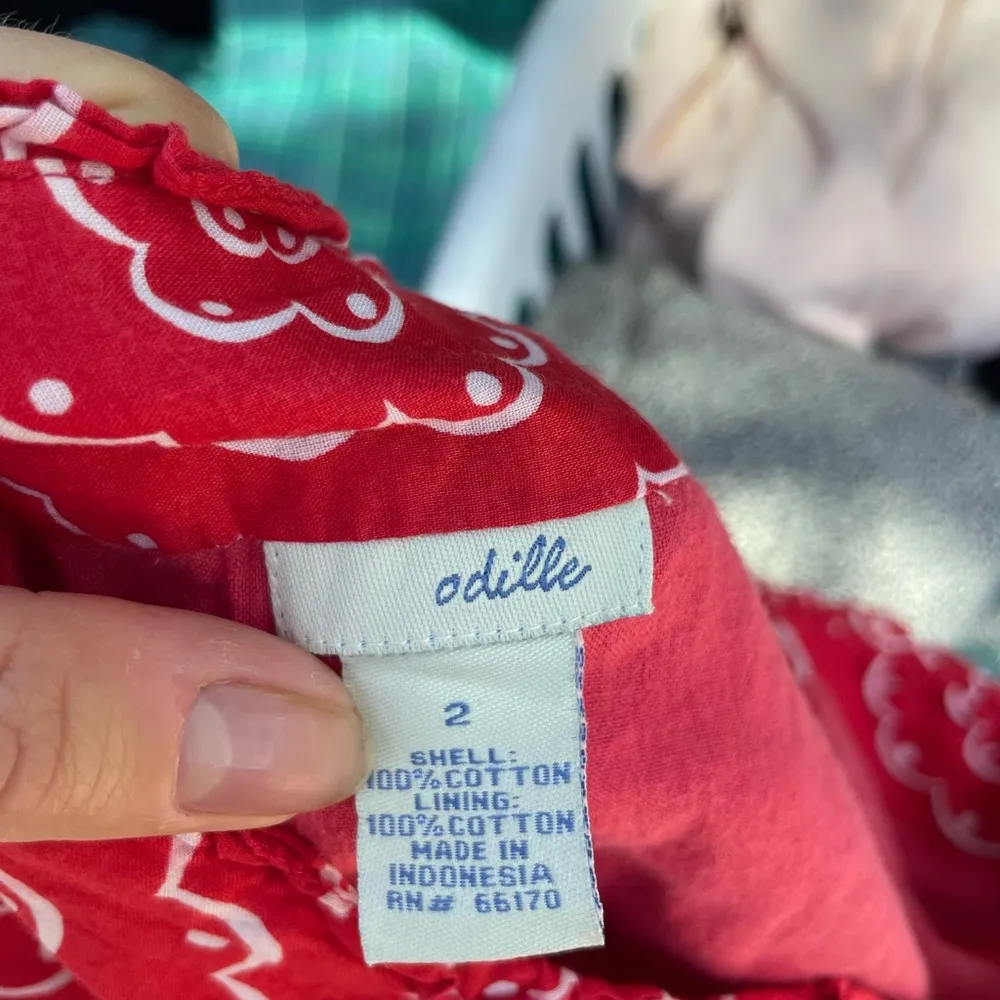 odille
2
SHELL:
100%COTTON
LINING:
100%COTTON
MADE IN
INDONESIA
RN# 66170